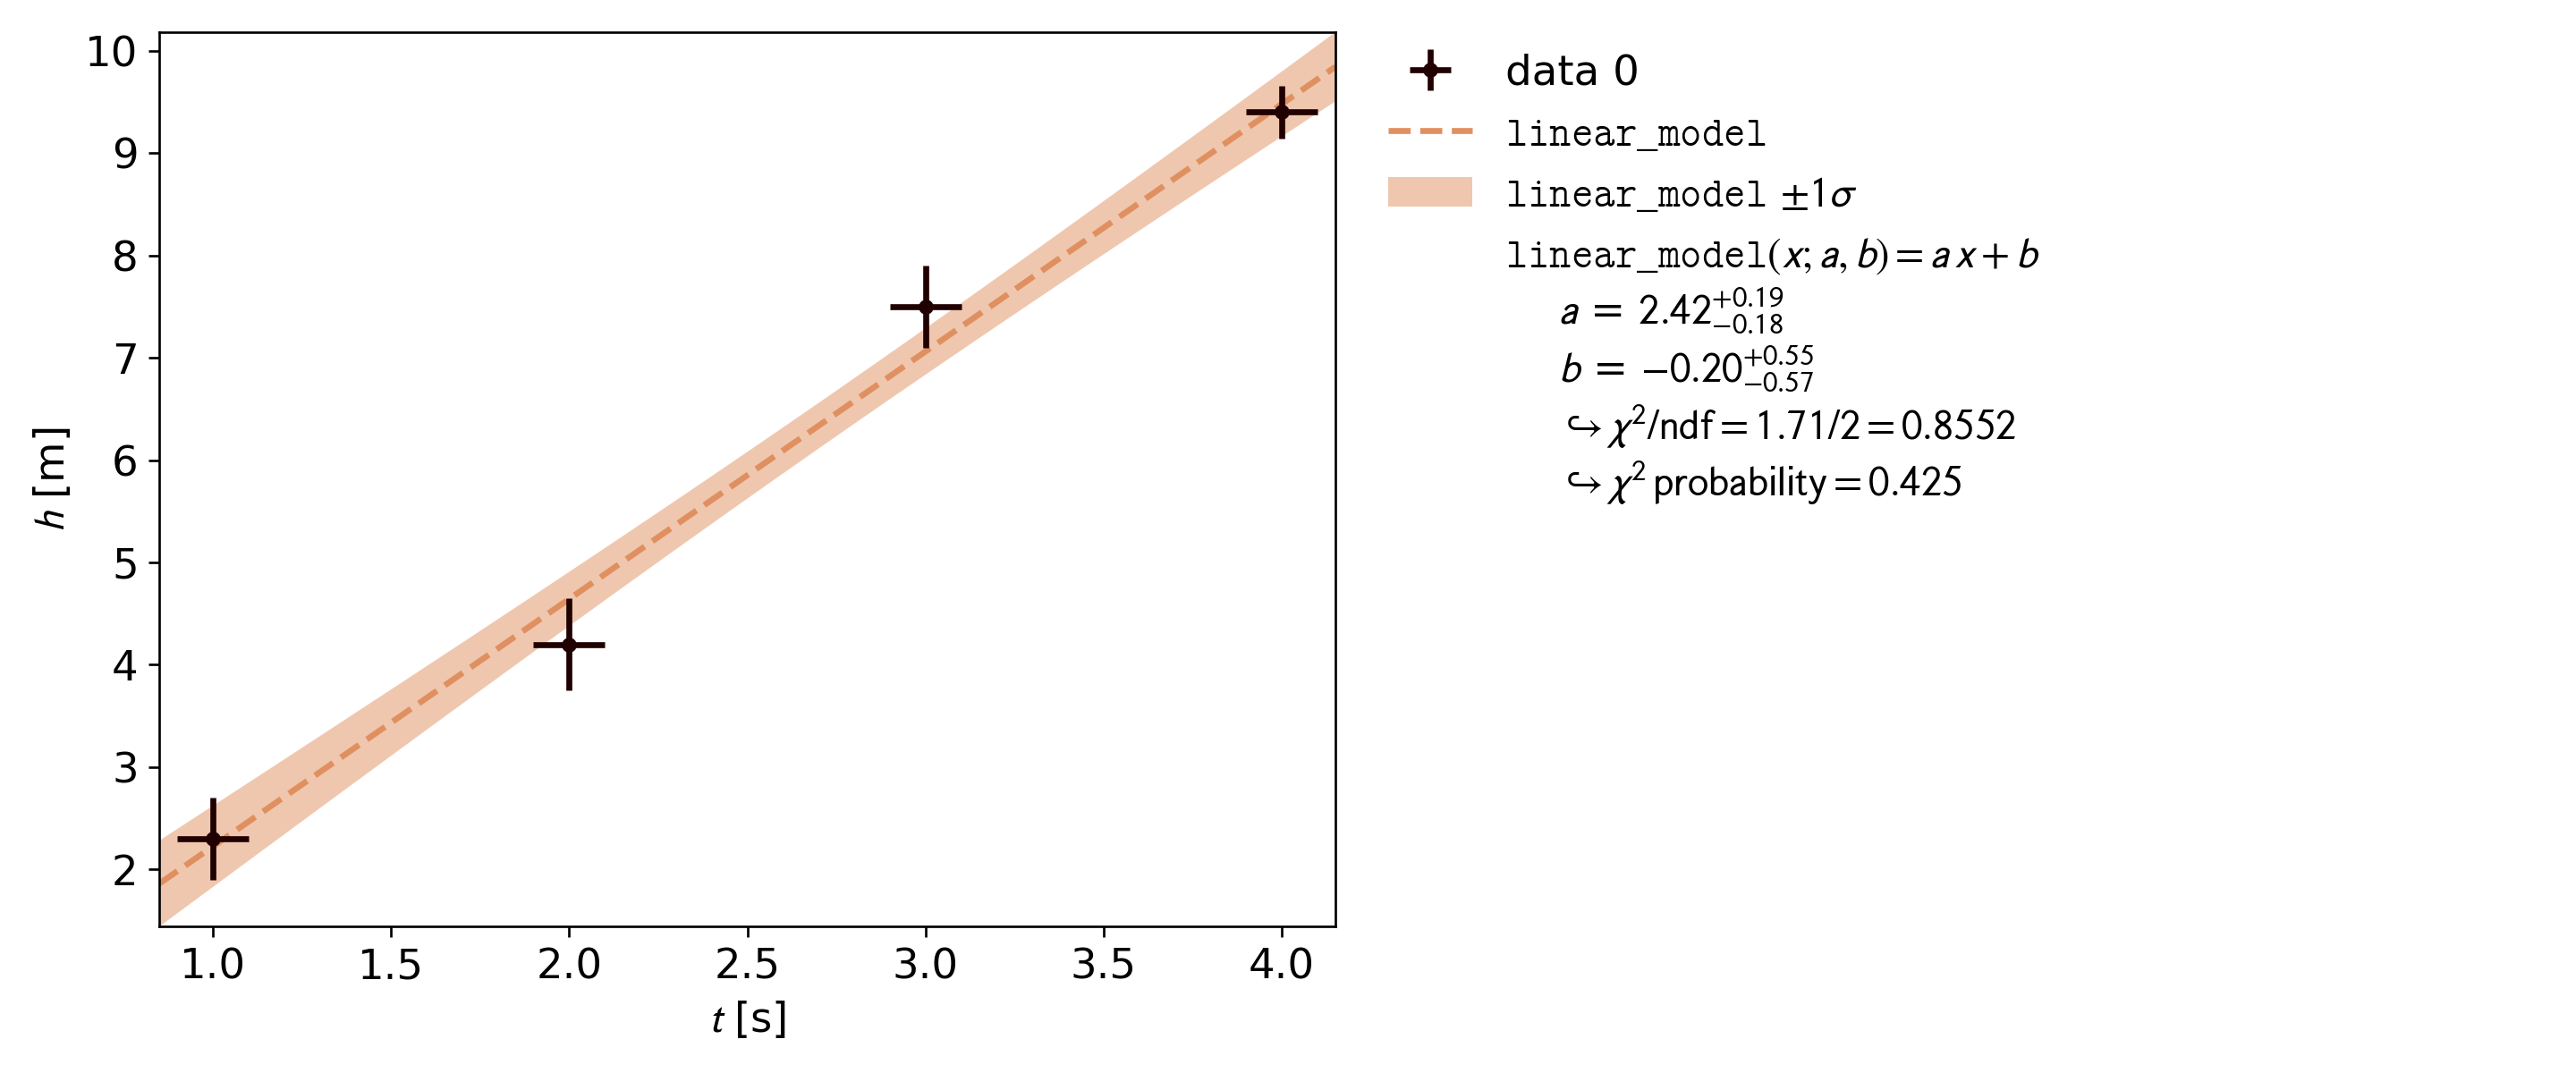 10
9
8
7
6
5
4
3
2
h [m]
1.0 1.5 2.0 2.5 3.0 3.5 4.0
t [s]
data 0
linear_model
linear_model ±1σ
linear_model(x; a, b) = a x + b
a = 2.42 +0.19 −0.18
b = −0.20 +0.55 −0.57
↪ χ²/ndf = 1.71/2 = 0.8552
↪ χ² probability = 0.425